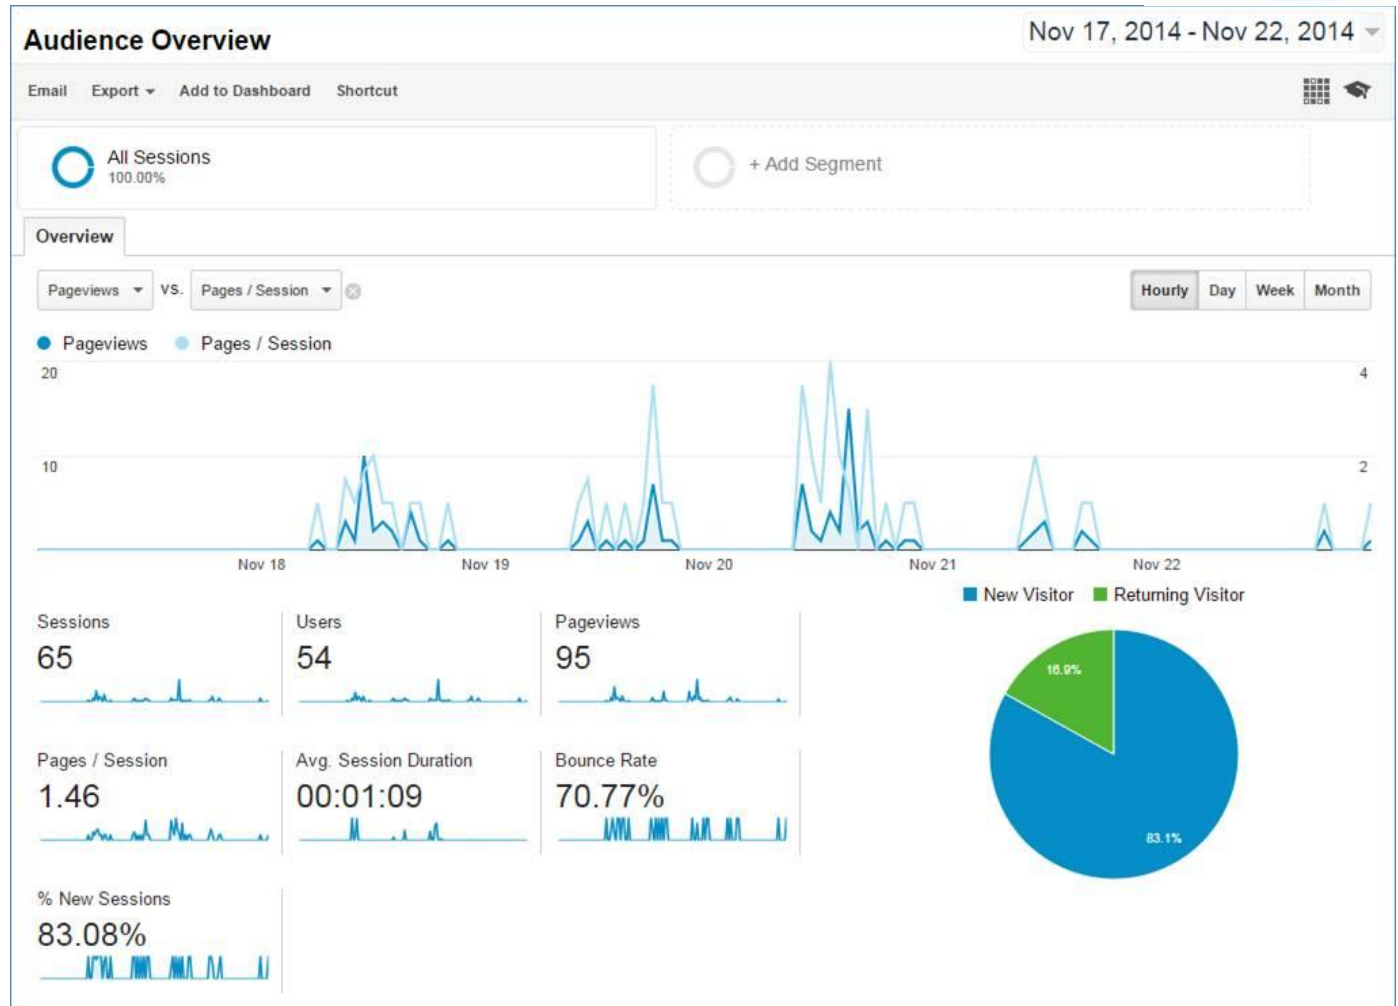 Audience Overview
Nov 17, 2014 - Nov 22, 2014
Email Export Add to Dashboard Shortcut
All Sessions
100.00%
+ Add Segment
Overview
Pageviews VS. Pages / Session
Hourly Day Week Month
Pageviews Pages / Session
20 4
10 2
Nov 18 Nov 19 Nov 20 Nov 21 Nov 22
New Visitor Returning Visitor
Sessions Users Pageviews
65 54 95
16.9%
Pages / Session Avg. Session Duration Bounce Rate
1.46 00:01:09 70.77%
83.1%
% New Sessions
83.08%